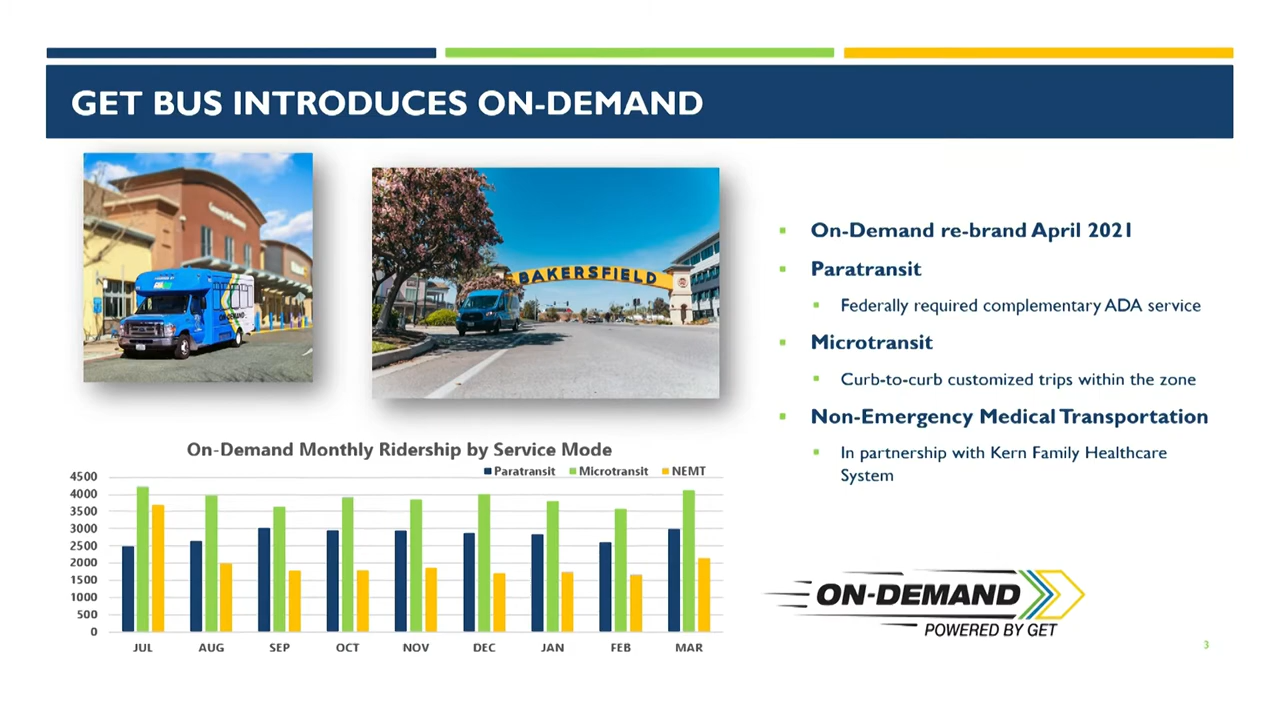 GET BUS INTRODUCES ON-DEMAND
ON-DEMAND
BAKERSFIELD
On-Demand re-brand April 2021
Paratransit
Federally required complementary ADA service
Microtransit
Curb-to-curb customized trips within the zone
Non-Emergency Medical Transportation
In partnership with Kern Family Healthcare
System
On-Demand Monthly Ridership by Service Mode
Paratransit Microtransit NEMT
4500
4000
3500
3000
2500
2000
1500
1000
500
0
JUL AUG SEP OCT NOV DEC JAN FEB MAR
ON-DEMAND
POWERED BY GET
3